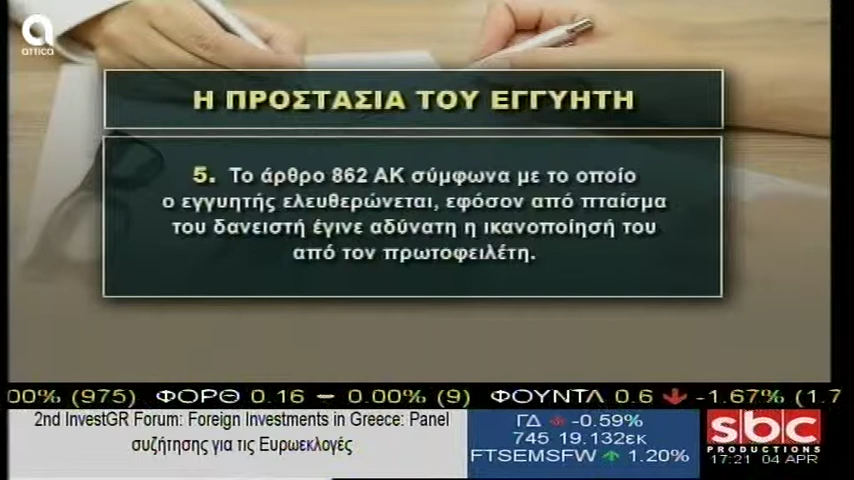 attica
Η ΠΡΟΣΤΑΣΙΑ ΤΟΥ ΕΓΓΥΗΤΗ
5. Το άρθρο 862 ΑΚ σύμφωνα με το οποίο
ο εγγυητής ελευθερώνεται, εφόσον από πταίσμα
του δανειστή έγινε αδύνατη η ικανοποίησή του
από τον πρωτοφειλέτη.
00% (975) ΦΟΡΘ 0.16 – 0.00% (9) ΦΟΥΝΤΛ 0.6 -1.67% (1.7
2nd InvestGR Forum: Foreign Investments in Greece: Panel
συζήτησης για τις Ευρωεκλογές
ΓΔ -0.59%
745 19.132εκ
FTSEMSFW 1.20%
sbc
PRODUCTIONS
17:21 04 APR